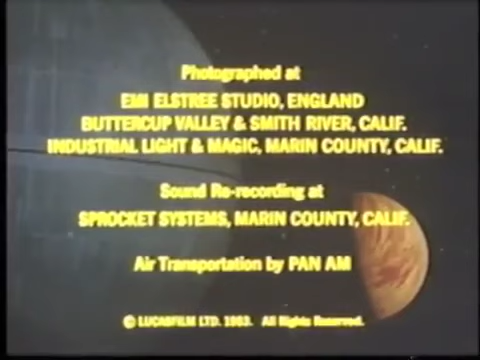 Photographed at
EMI ELSTREE STUDIO, ENGLAND
BUTTERCUP VALLEY & SMITH RIVER, CALIF.
INDUSTRIAL LIGHT & MAGIC, MARIN COUNTY, CALIF.
Sound Re-recording at
SPROCKET SYSTEMS, MARIN COUNTY, CALIF.
Air Transportation by PAN AM
© LUCASFILM LTD. 1983. All Rights Reserved.